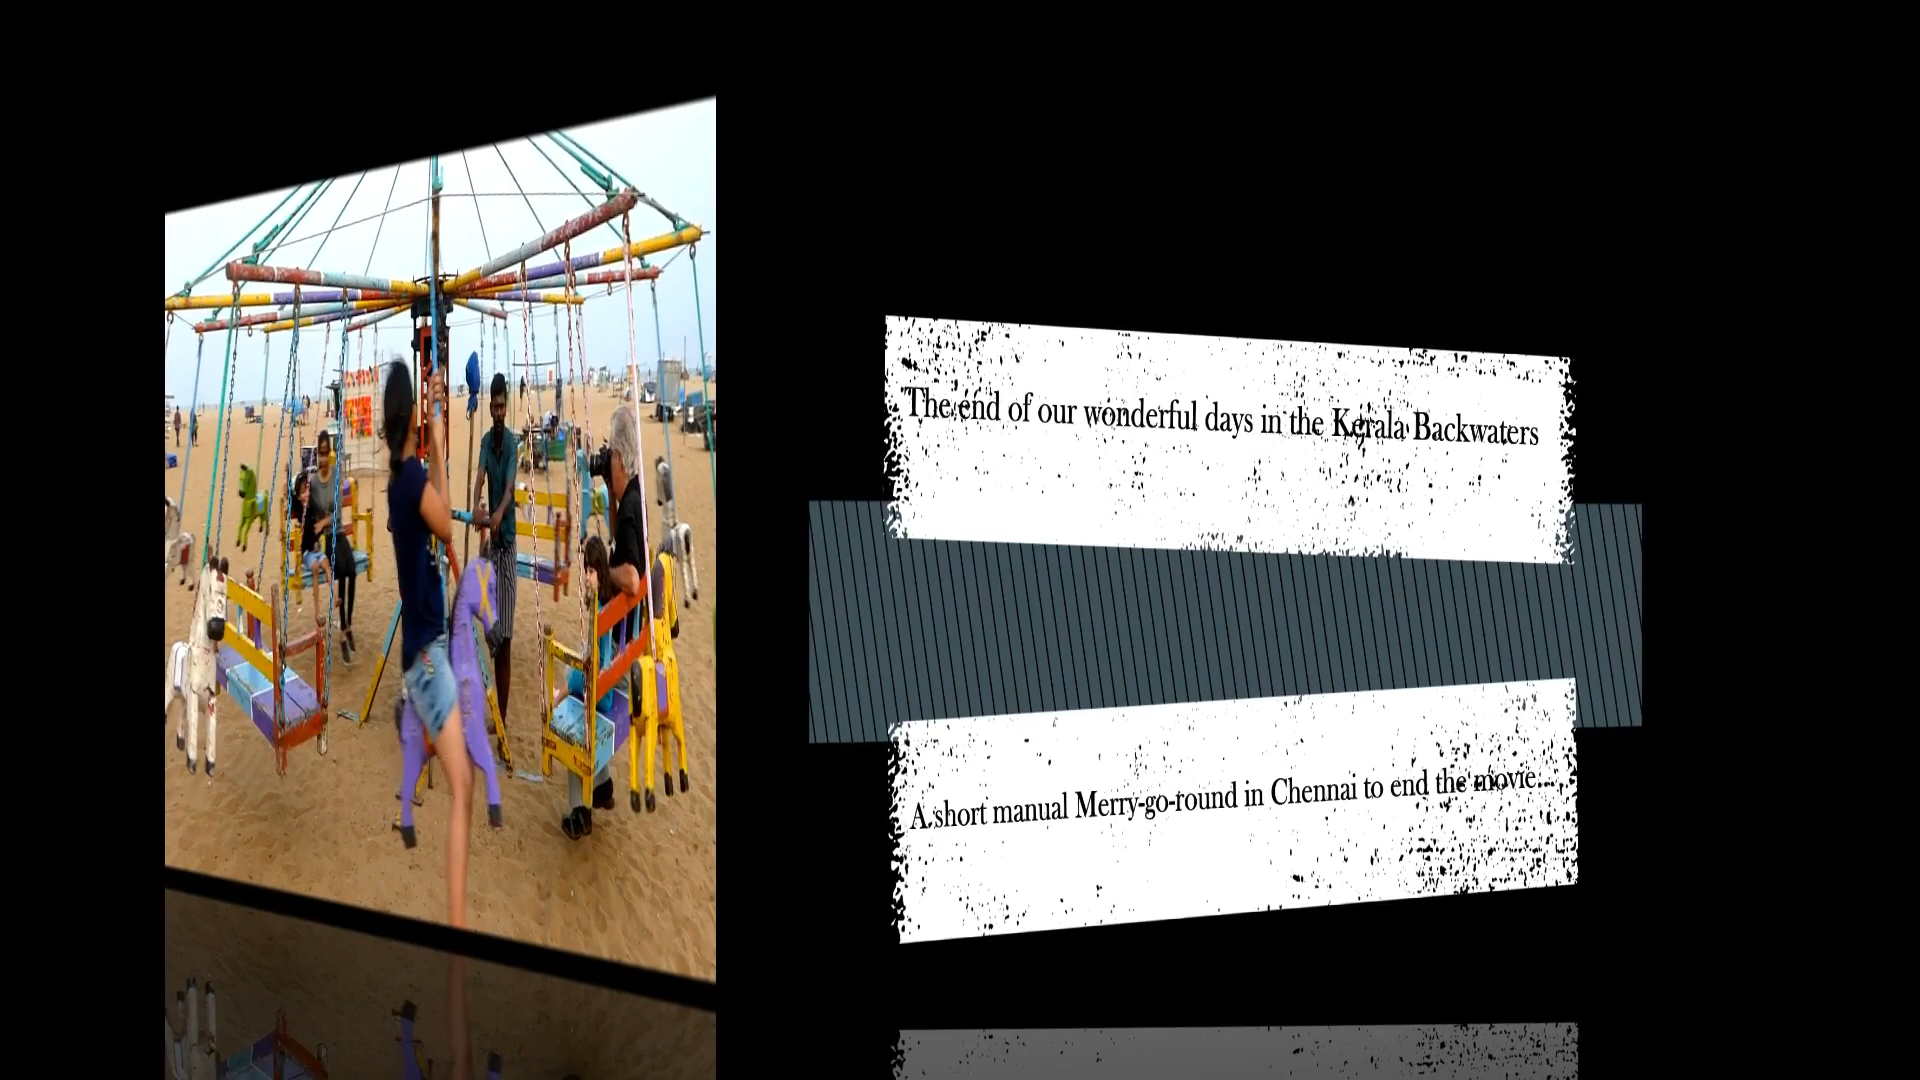 The end of our wonderful days in the Kerala Backwaters
A short manual Merry-go-round in Chennai to end the movie...